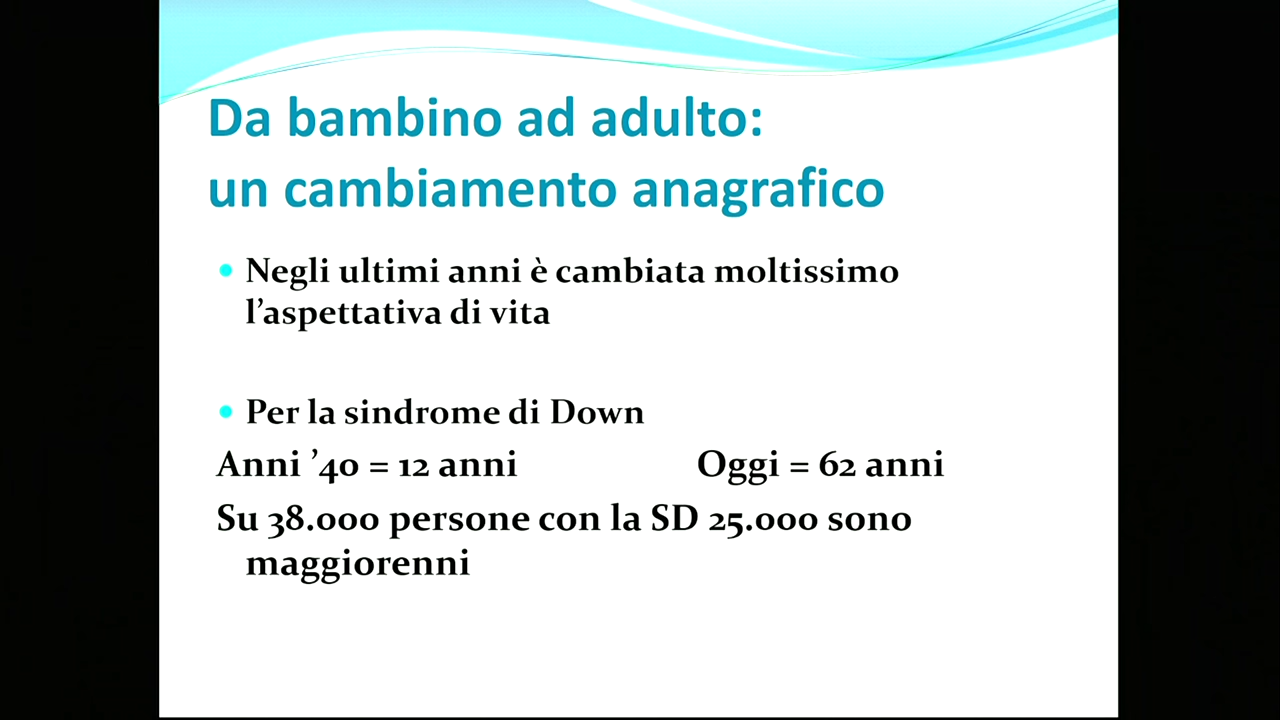 Da bambino ad adulto:
un cambiamento anagrafico
Negli ultimi anni è cambiata moltissimo
l’aspettativa di vita
Per la sindrome di Down
Anni ’40 = 12 anni Oggi = 62 anni
Su 38.000 persone con la SD 25.000 sono
maggiorenni